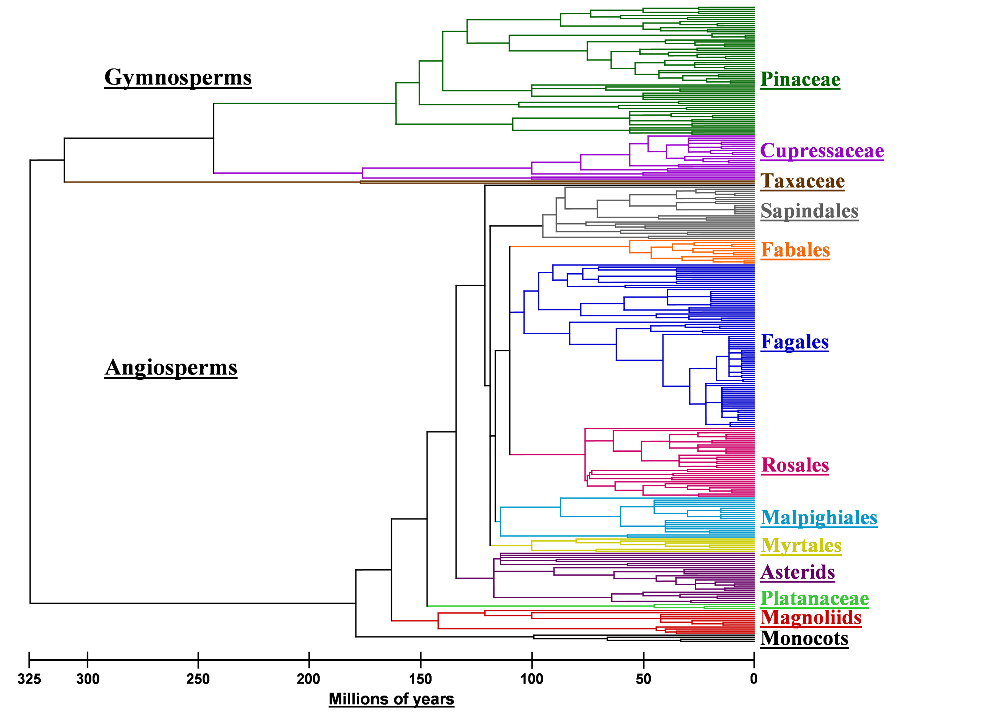 Gymnosperms
Pinaceae
Cupressaceae
Taxaceae
Sapindales
Fabales
Angiosperms
Fagales
Rosales
Malpighiales
Myrtales
Asterids
Platanaceae
Magnoliids
Monocots
325 300 250 200 150 100 50 0
Millions of years